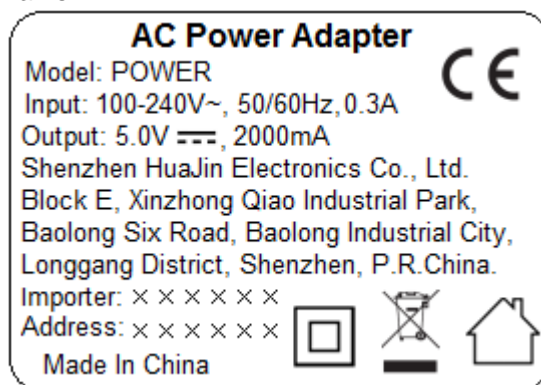 AC Power Adapter
CE
Model: POWER
Input: 100-240V~, 50/60Hz,0.3A
Output: 5.0V ⎓, 2000mA
Shenzhen HuaJin Electronics Co., Ltd.
Block E, Xinzhong Qiao Industrial Park,
Baolong Six Road, Baolong Industrial City,
Longgang District, Shenzhen, P.R.China.
Importer: ××××××
Address: ××××××
Made In China